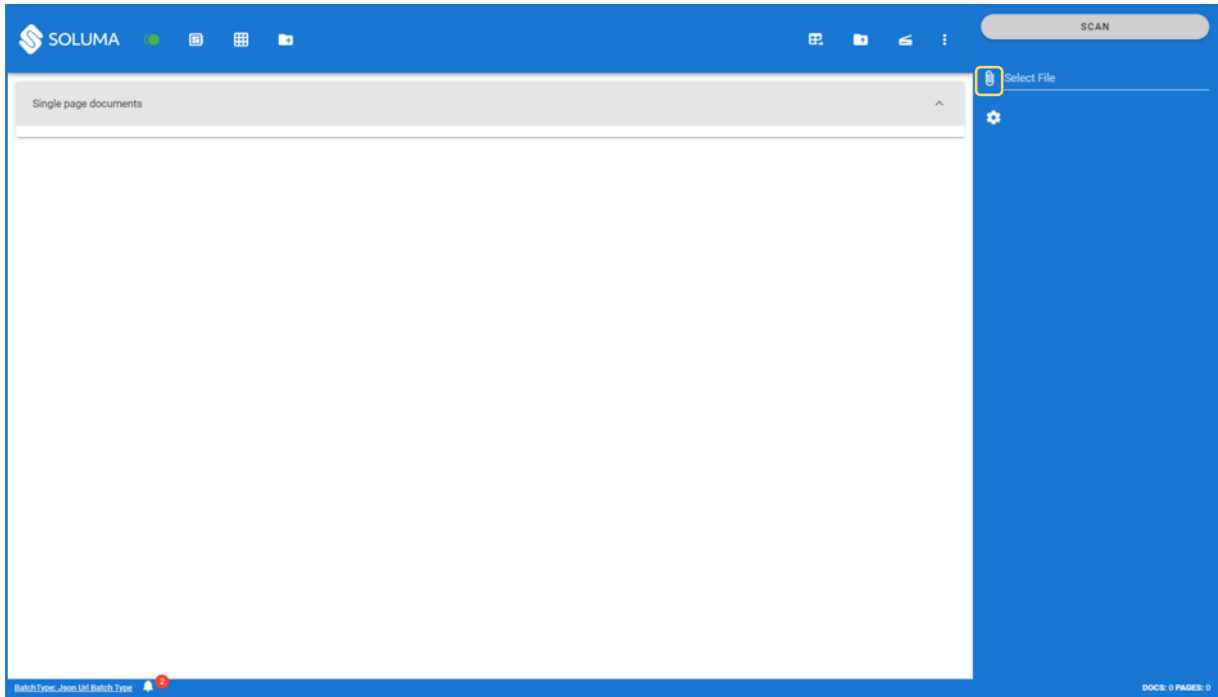 SOLUMA
SCAN
Select File
Single page documents
BatchType: Json Url Batch Type
2
DOCS: 0 PAGES: 0